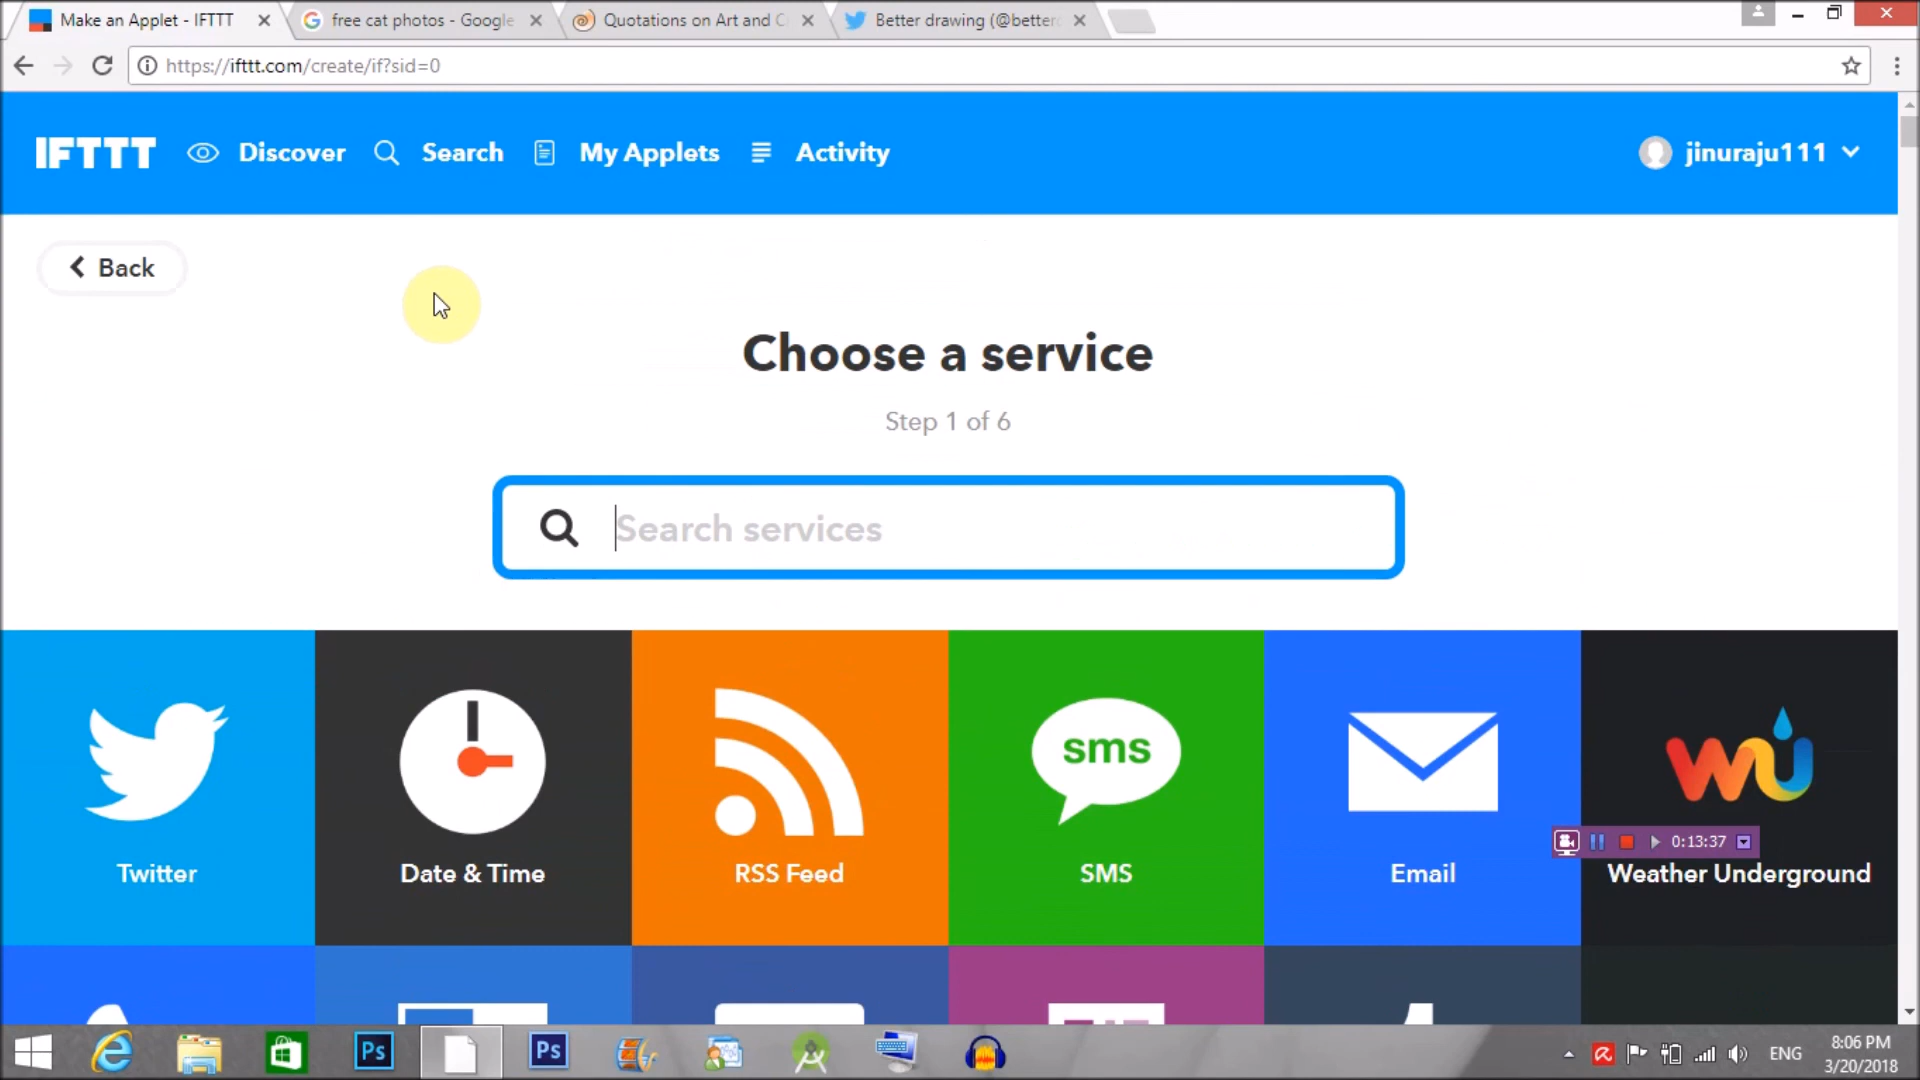 Make an Applet - IFTTT
free cat photos - Google
Quotations on Art and C
Better drawing (@better
https://ifttt.com/create/if?sid=0
IFTTT
Discover
Search
My Applets
Activity
jinuraju111
Back
Choose a service
Step 1 of 6
Search services
sms
wu
Twitter
Date & Time
RSS Feed
SMS
Email
0:13:37
Weather Underground
Ps
Ps
ENG
8:06 PM
3/20/2018